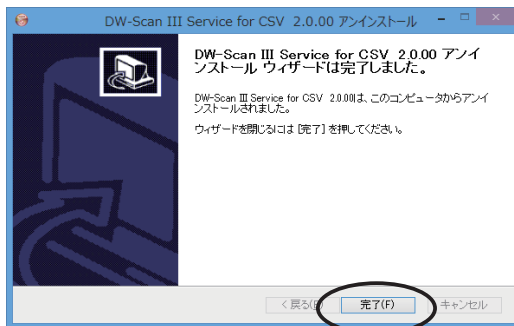 DW-Scan III Service for CSV 2.0.00 アンインストール
DW-Scan Ⅲ Service for CSV 2.0.00 アンイ
ンストール ウィザードは完了しました。
DW-Scan Ⅲ Service for CSV 2.0.00は、このコンピュータからアンイ
ンストールされました。
ウィザードを閉じるには [完了] を押してください。
< 戻る(
完了(F)
キャンセル